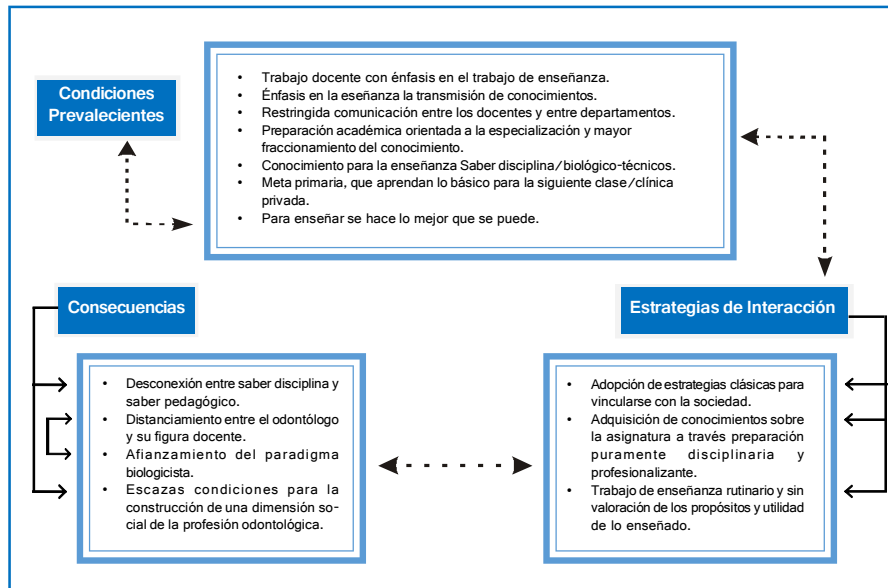 Condiciones
Prevalecientes
• Trabajo docente con énfasis en el trabajo de enseñanza.
• Énfasis en la eseñanza la transmisión de conocimientos.
• Restringida comunicación entre los docentes y entre departamentos.
• Preparación académica orientada a la especialización y mayor
fraccionamiento del conocimiento.
• Conocimiento para la enseñanza Saber disciplina/biológico-técnicos.
• Meta primaria, que aprendan lo básico para la siguiente clase/clínica
privada.
• Para enseñar se hace lo mejor que se puede.
Consecuencias
• Desconexión entre saber disciplina y
saber pedagógico.
• Distanciamiento entre el odontólogo
y su figura docente.
• Afianzamiento del paradigma
biologicista.
• Escazas condiciones para la
construcción de una dimensión so-
cial de la profesión odontológica.
Estrategias de Interacción
• Adopción de estrategias clásicas para
vincularse con la sociedad.
• Adquisición de conocimientos sobre
la asignatura a través preparación
puramente disciplinaria y
profesionalizante.
• Trabajo de enseñanza rutinario y sin
valoración de los propósitos y utilidad
de lo enseñado.